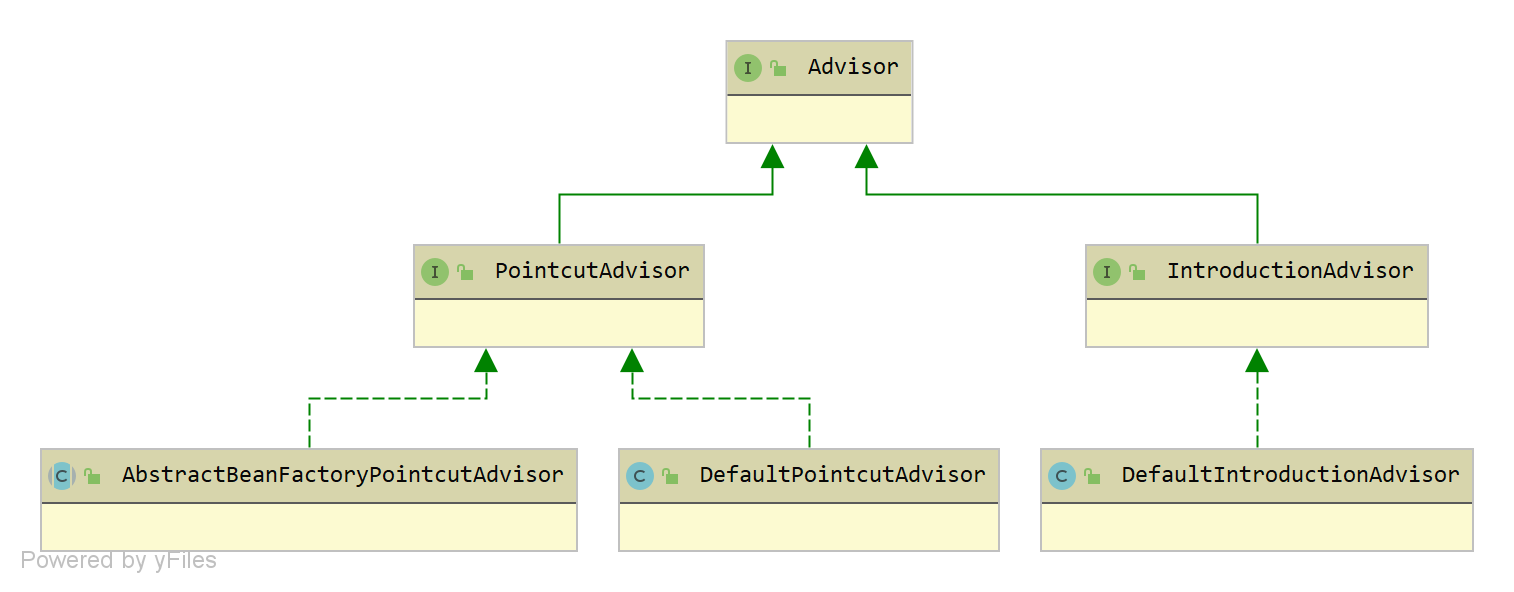 I Advisor
I PointcutAdvisor
I IntroductionAdvisor
C AbstractBeanFactoryPointcutAdvisor
C DefaultPointcutAdvisor
C DefaultIntroductionAdvisor
Powered by yFiles